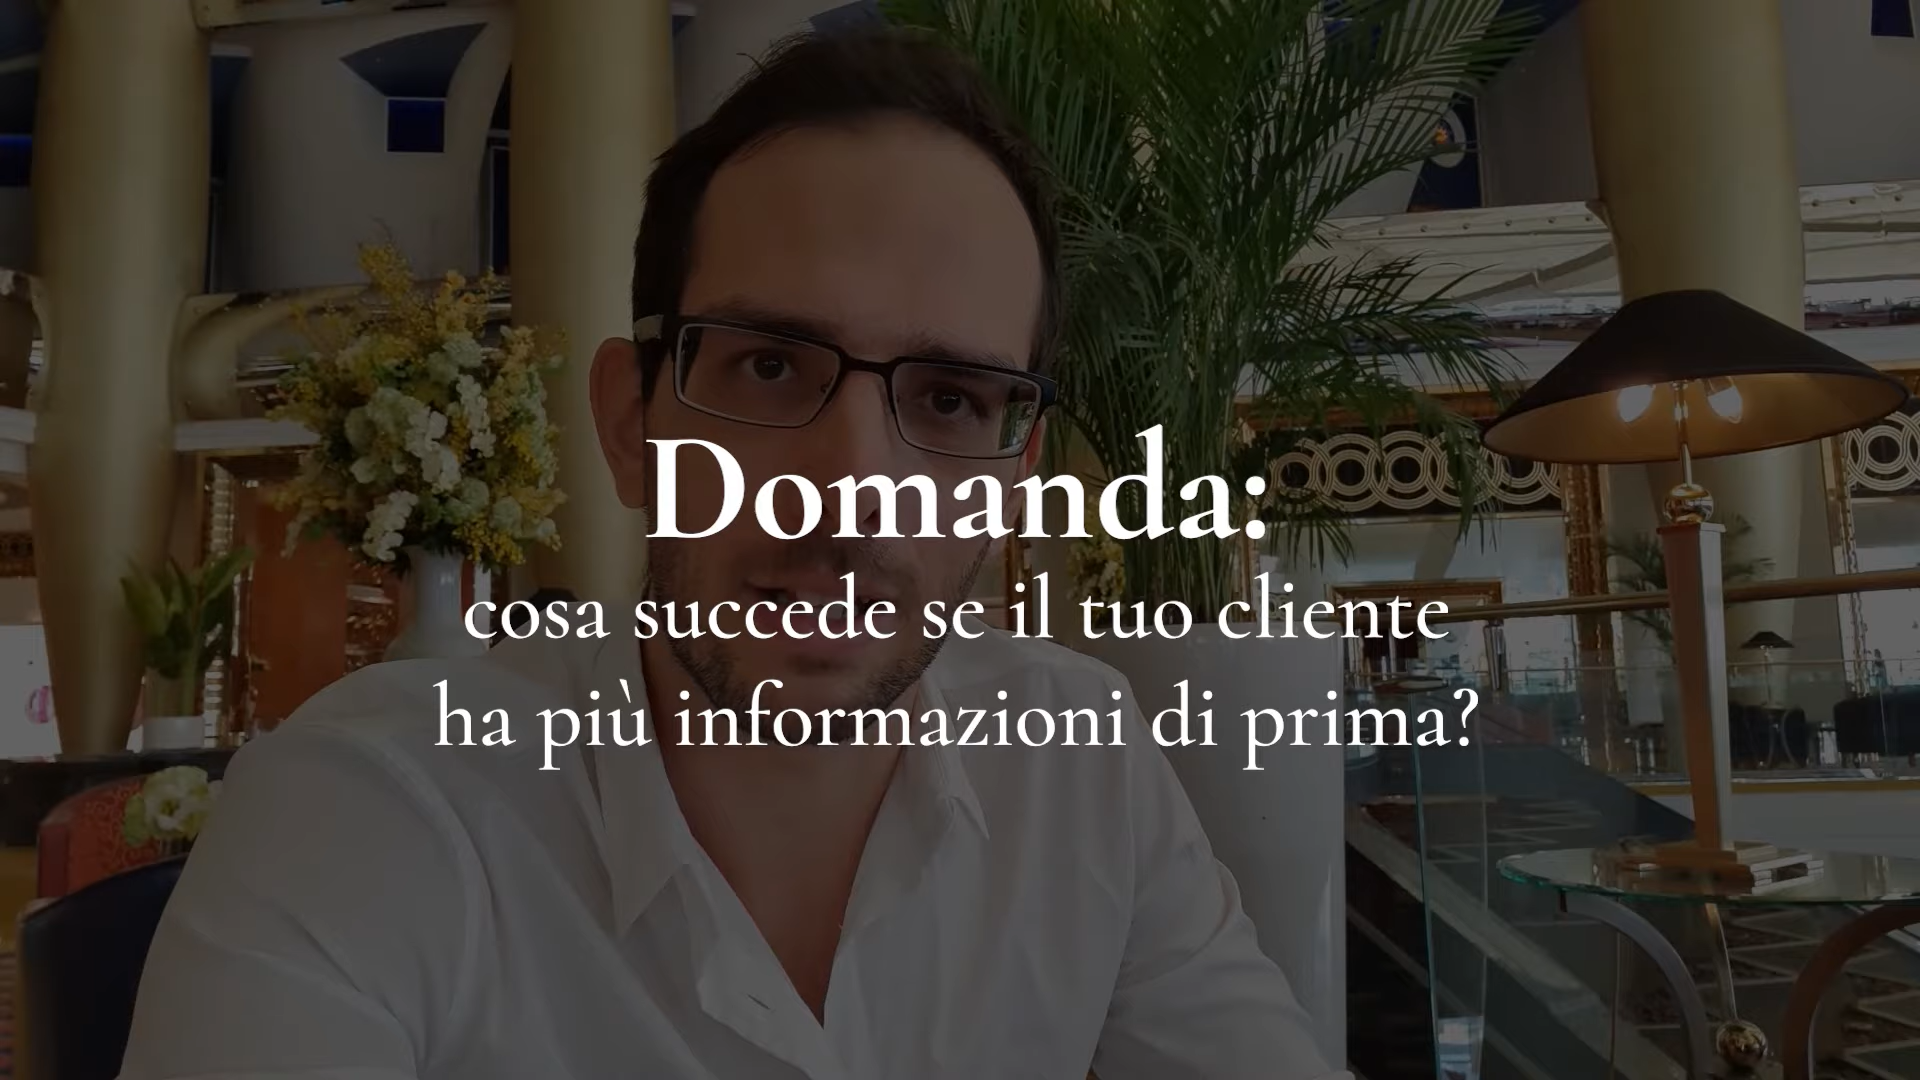 Domanda:
cosa succede se il tuo cliente
ha più informazioni di prima?